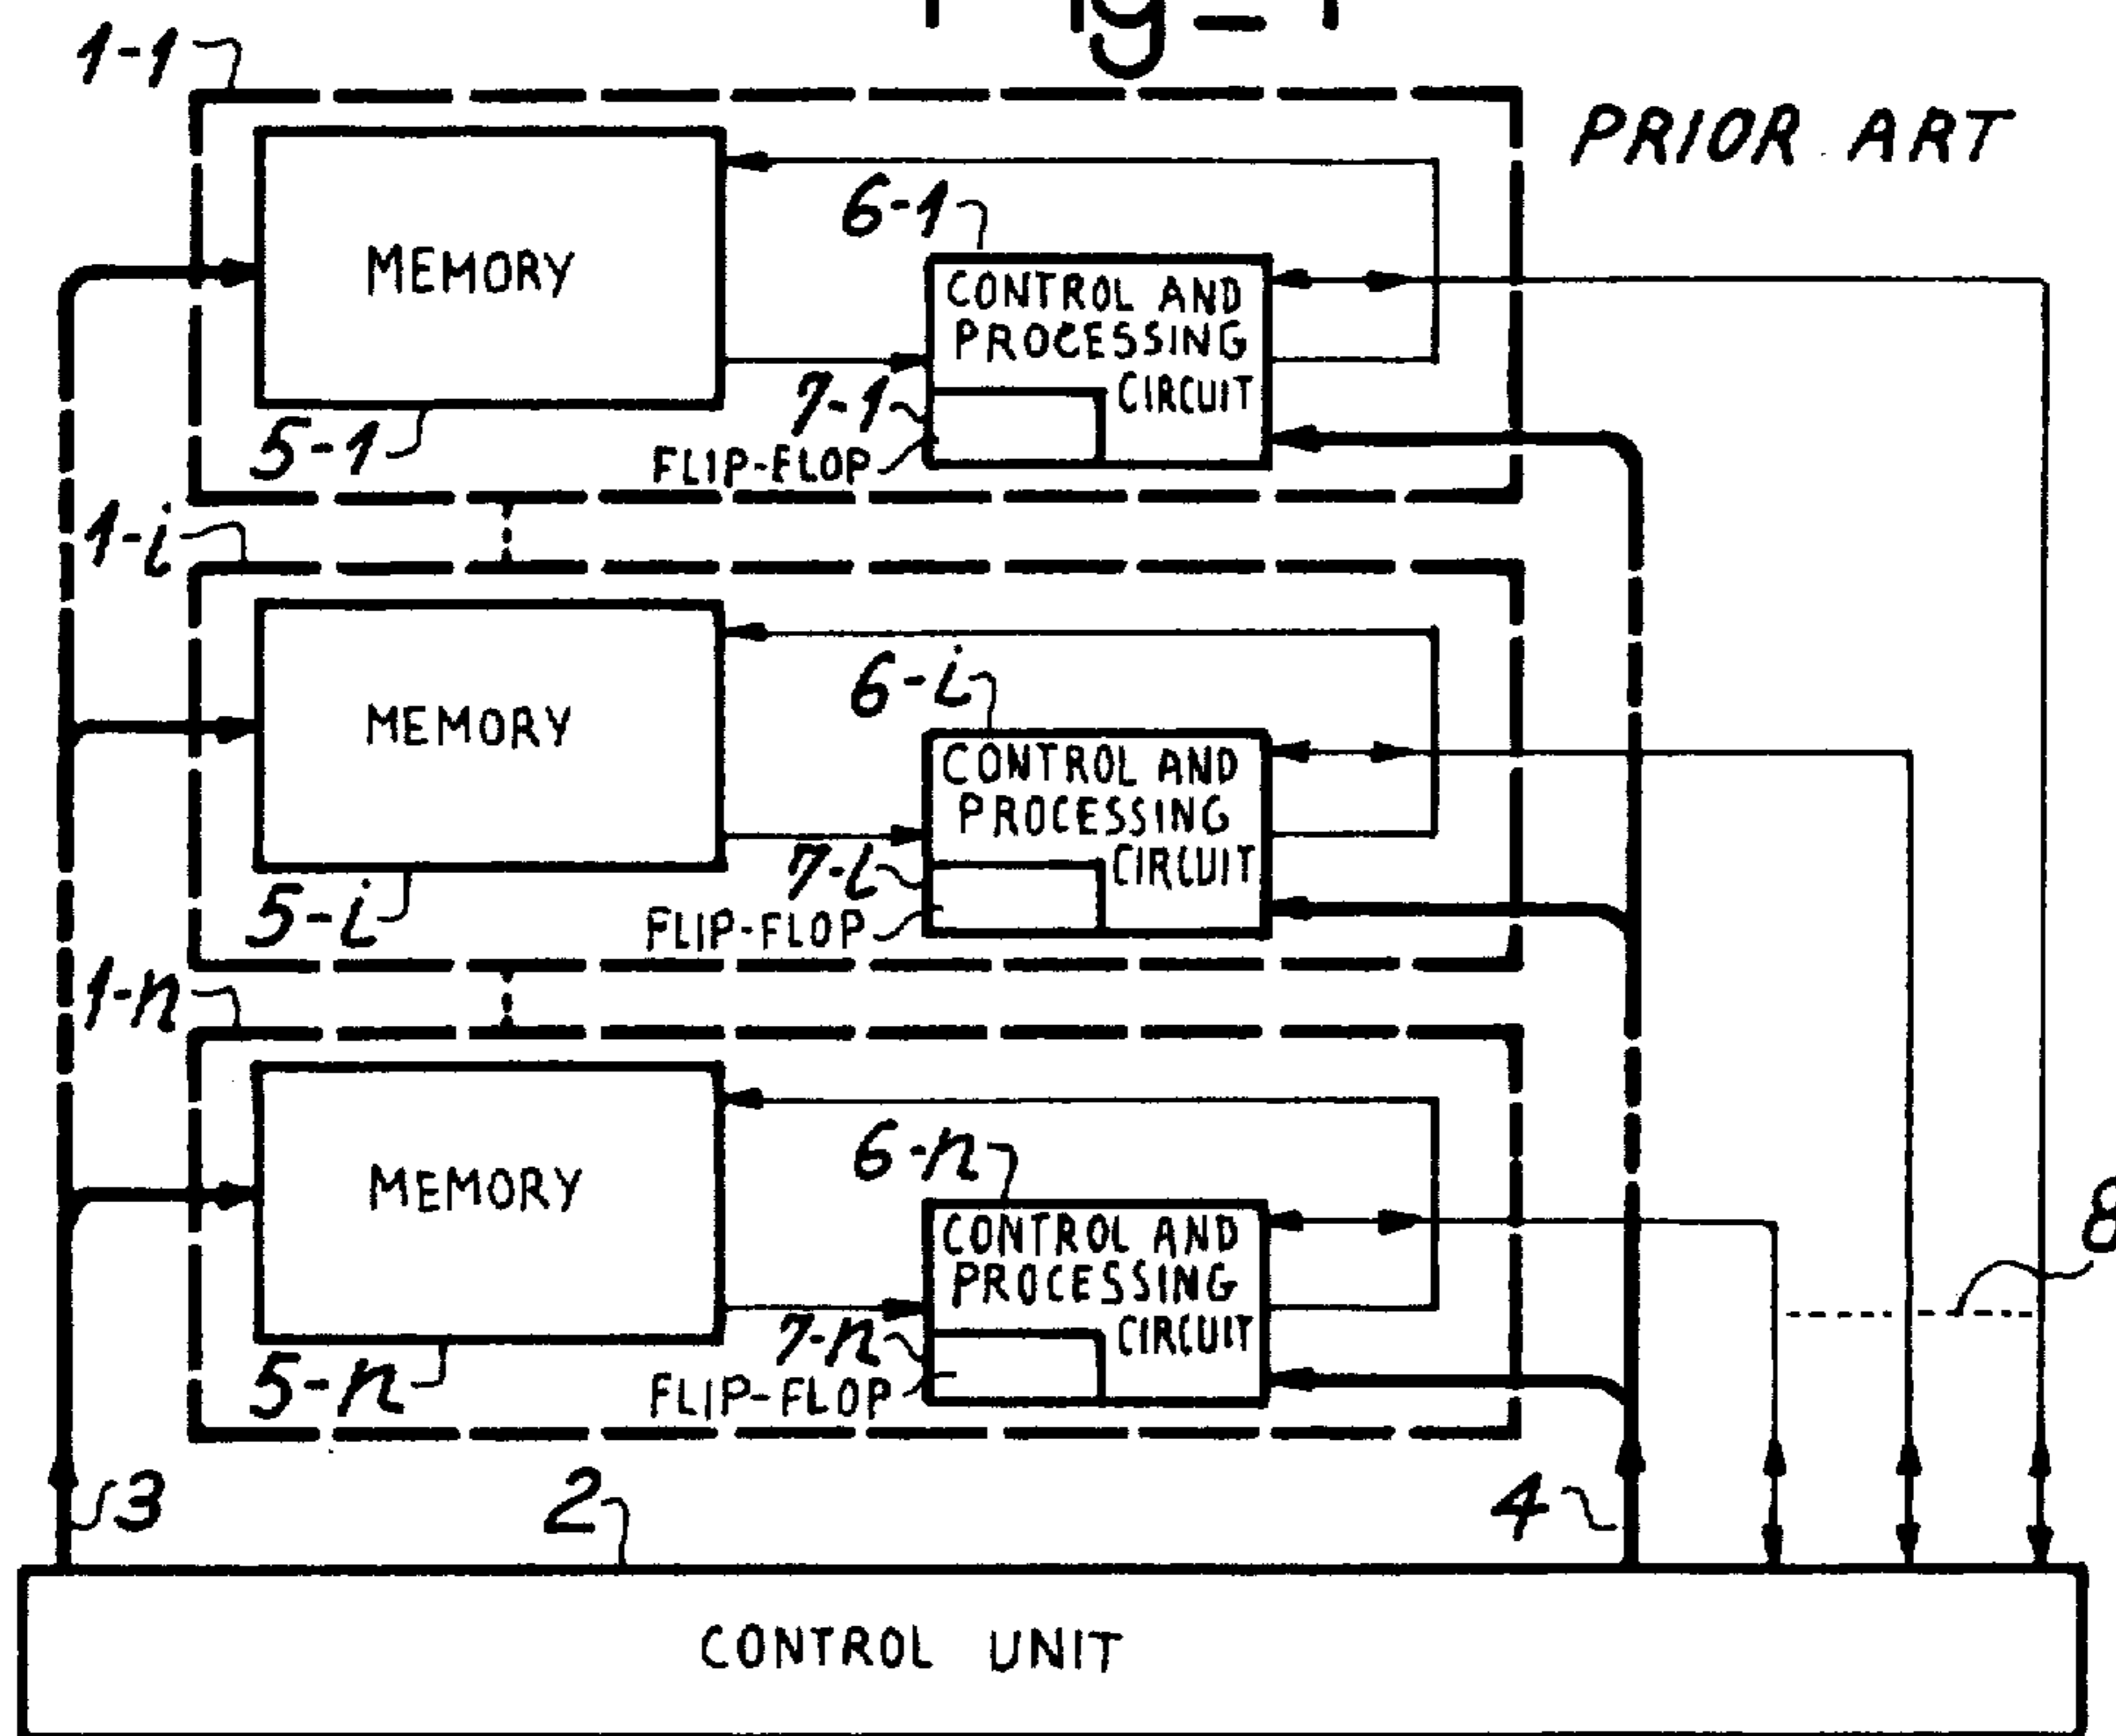 Fig_1
1-1
PRIOR ART
MEMORY
6-1
CONTROL AND
PROCESSING
CIRCUIT
7-1
5-1
FLIP-FLOP
1-i
MEMORY
6-i
CONTROL AND
PROCESSING
CIRCUIT
7-i
5-i
FLIP-FLOP
1-n
MEMORY
6-n
CONTROL AND
PROCESSING
CIRCUIT
7-n
5-n
FLIP-FLOP
8
3
2
4
CONTROL UNIT